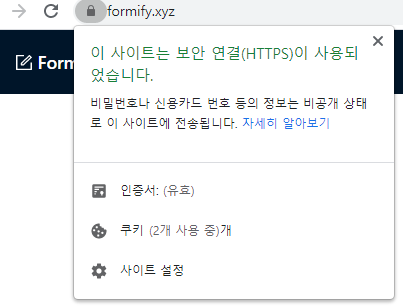 formify.xyz
Form
이 사이트는 보안 연결(HTTPS)이 사용되
었습니다.
비밀번호나 신용카드 번호 등의 정보는 비공개 상태
로 이 사이트에 전송됩니다. 자세히 알아보기
인증서: (유효)
쿠키 (2개 사용 중)개
사이트 설정